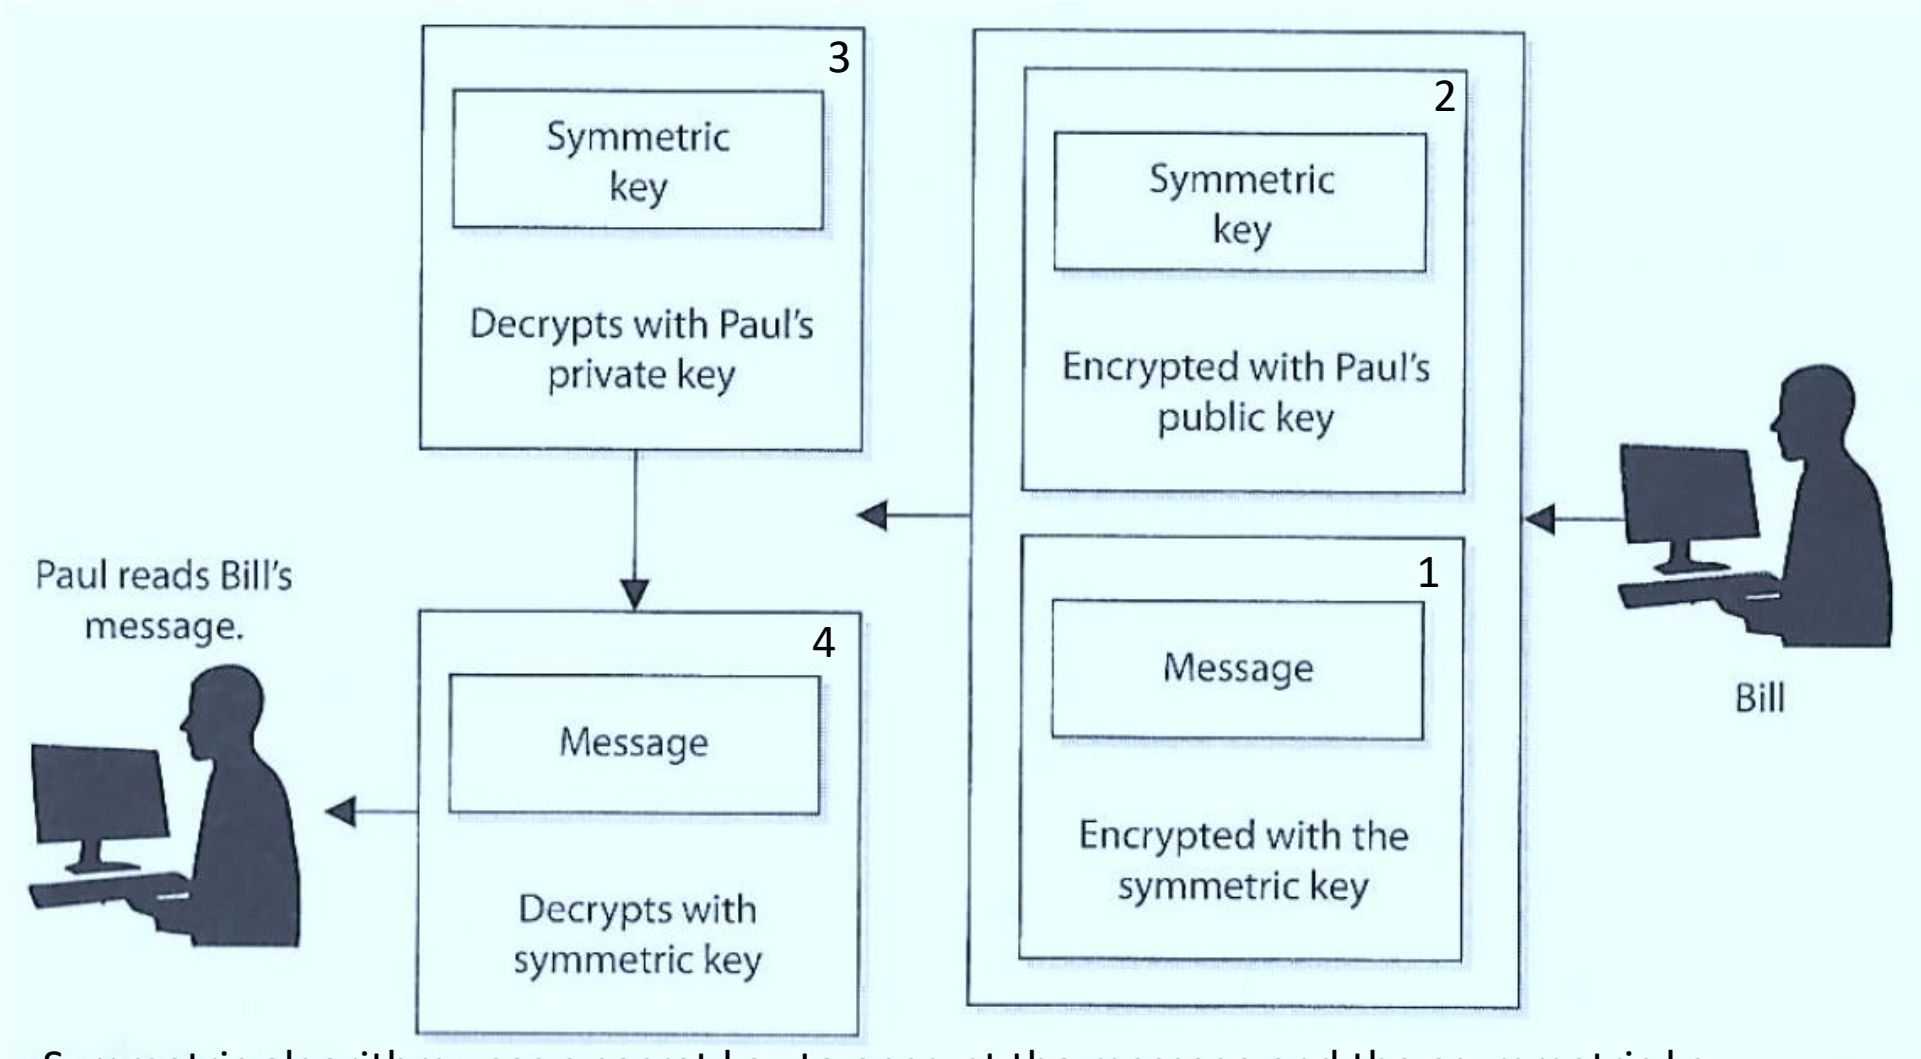 3
Symmetric
key
Decrypts with Paul's
private key
2
Symmetric
key
Encrypted with Paul's
public key
1
Message
Encrypted with the
symmetric key
Bill
4
Message
Decrypts with
symmetric key
Paul reads Bill's
message.